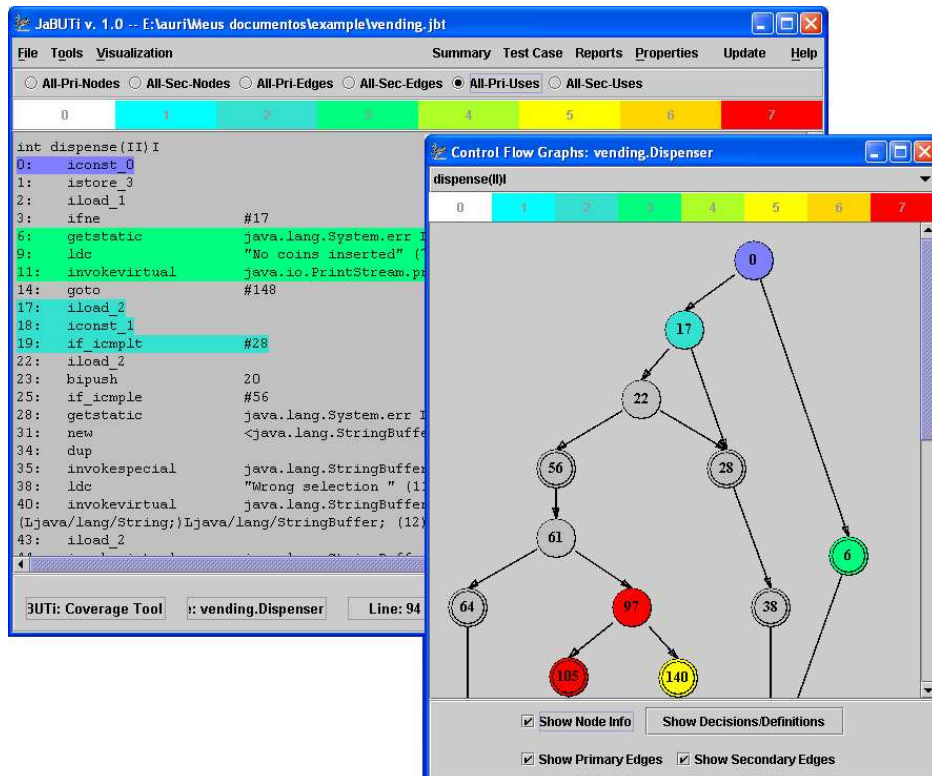 JaBUTi v. 1.0 -- E:\auri\Meus documentos\example\vending.jbt
File Tools Visualization Summary Test Case Reports Properties Update Help
All-Pri-Nodes All-Sec-Nodes All-Pri-Edges All-Sec-Edges All-Pri-Uses All-Sec-Uses
0 1 2 3 4 5 6 7
int dispense(II)I
0: iconst_0
1: istore_3
2: iload_1
3: ifne #17
6: getstatic java.lang.System.err I
9: ldc "No coins inserted" (
11: invokevirtual java.io.PrintStream.pr
14: goto #148
17: iload_2
18: iconst_1
19: if_icmplt #28
22: iload_2
23: bipush 20
25: if_icmple #56
28: getstatic java.lang.System.err I
31: new <java.lang.StringBuffe
34: dup
35: invokespecial java.lang.StringBuffer
38: ldc "Wrong selection " (11
40: invokevirtual java.lang.StringBuffer
(Ljava/lang/String;)Ljava/lang/StringBuffer; (12)
43: iload_2
BUTi: Coverage Tool
: vending.Dispenser
Line: 94
Control Flow Graphs: vending.Dispenser
dispense(II)I
0 1 2 3 4 5 6 7
0
17
22
56
28
61
6
64
97
38
105
140
Show Node Info
Show Decisions/Definitions
Show Primary Edges
Show Secondary Edges